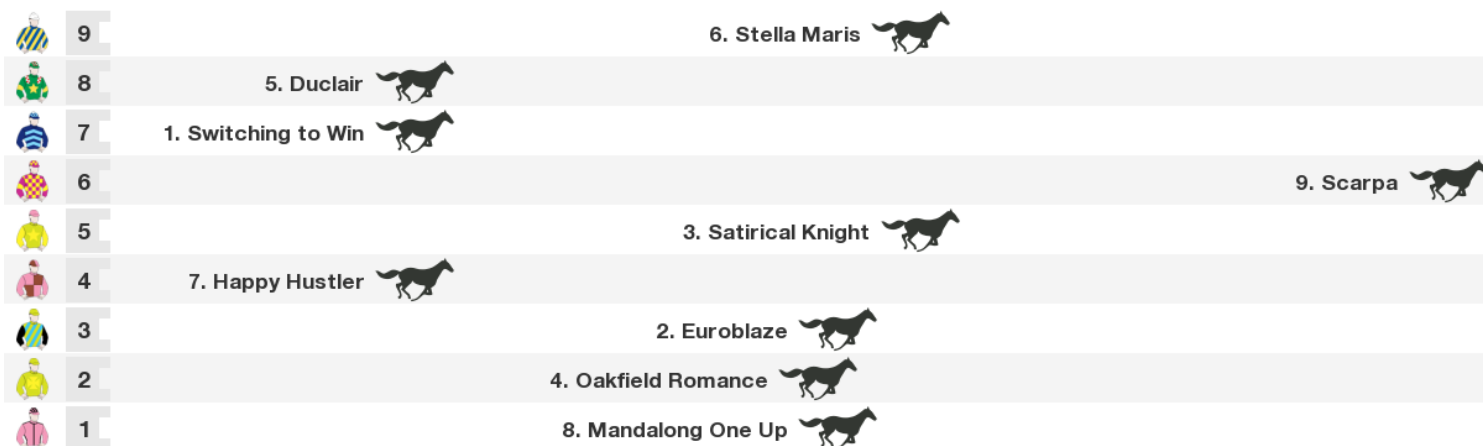 9 6. Stella Maris
8 5. Duclair
7 1. Switching to Win
6 9. Scarpa
5 3. Satirical Knight
4 7. Happy Hustler
3 2. Euroblaze
2 4. Oakfield Romance
1 8. Mandalong One Up